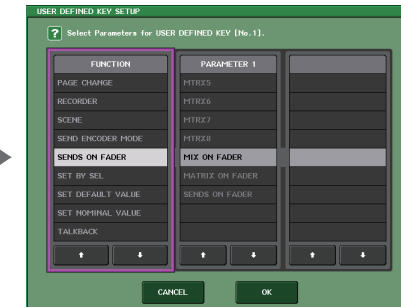 USER DEFINED KEY SETUP
? Select Parameters for USER DEFINED KEY [No.1].
FUNCTION
PAGE CHANGE
RECORDER
SCENE
SEND ENCODER MODE
SENDS ON FADER
SET BY SEL
SET DEFAULT VALUE
SET NOMINAL VALUE
TALKBACK
PARAMETER 1
MTRX5
MTRX6
MTRX7
MTRX8
MIX ON FADER
MATRIX ON FADER
SENDS ON FADER
CANCEL
OK